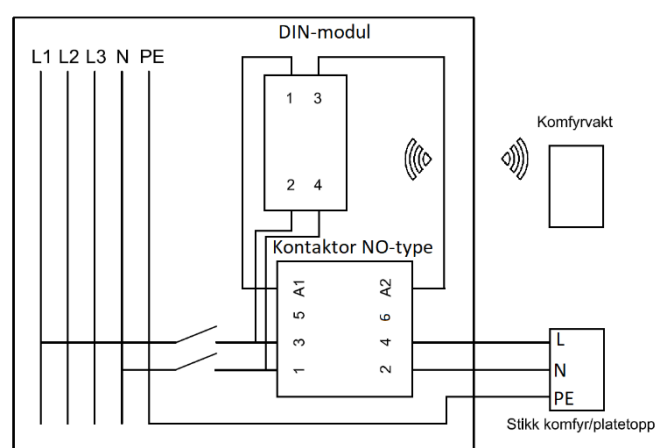 DIN-modul
L1 L2 L3 N PE
1 3
Komfyrvakt
2 4
Kontaktor NO-type
A1 A2
5 6
3 4
1 2
L
N
PE
Stikk komfyr/platetopp